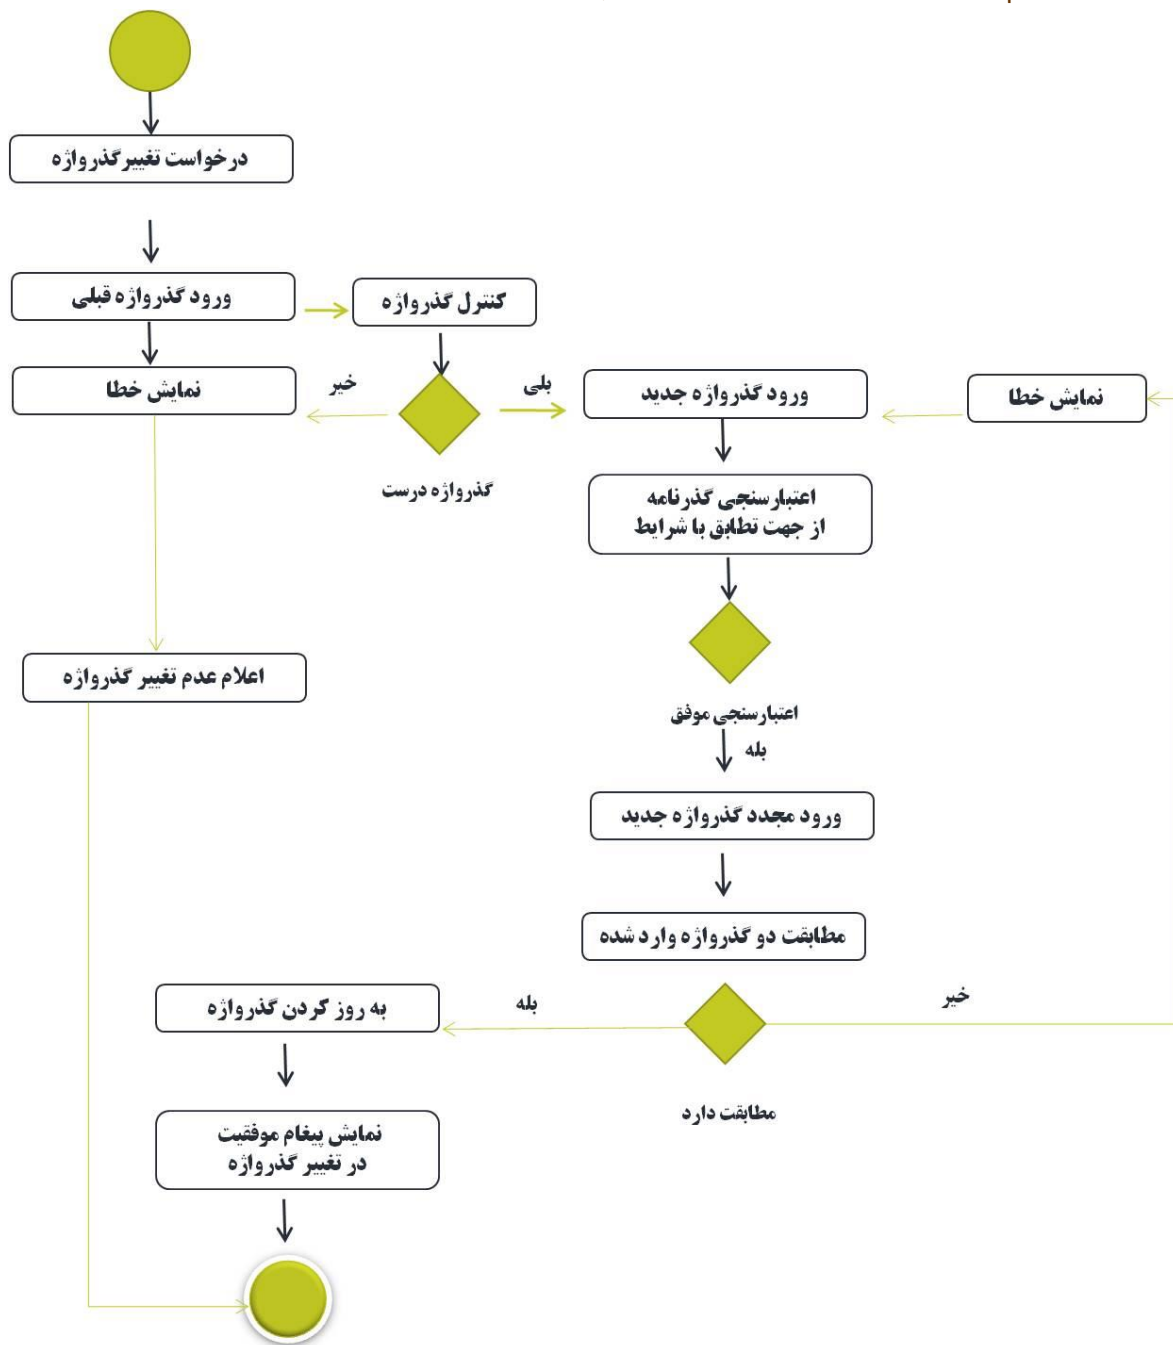 درخواست تغییر گذرواژه
ورود گذرواژه قبلی
کنترل گذرواژه
نمایش خطا
خیر
بلی
ورود گذرواژه جدید
نمایش خطا
گذرواژه درست
اعتبارسنجی گذرنامه
از جهت تطابق با شرایط
اعلام عدم تغییر گذرواژه
اعتبارسنجی موفق
بله
ورود مجدد گذرواژه جدید
مطابقت دو گذرواژه وارد شده
به روز کردن گذرواژه
بله
خیر
مطابقت دارد
نمایش پیغام موفقیت
در تغییر گذرواژه